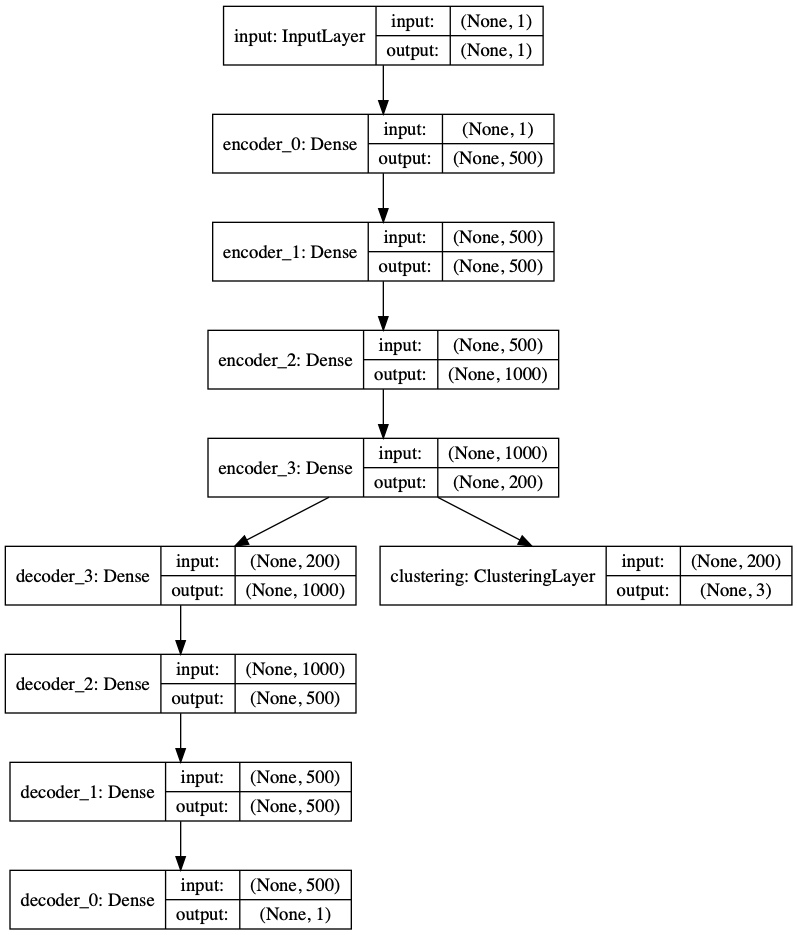 input: InputLayer
input: (None, 1)
output: (None, 1)
encoder_0: Dense
input: (None, 1)
output: (None, 500)
encoder_1: Dense
input: (None, 500)
output: (None, 500)
encoder_2: Dense
input: (None, 500)
output: (None, 1000)
encoder_3: Dense
input: (None, 1000)
output: (None, 200)
decoder_3: Dense
input: (None, 200)
output: (None, 1000)
clustering: ClusteringLayer
input: (None, 200)
output: (None, 3)
decoder_2: Dense
input: (None, 1000)
output: (None, 500)
decoder_1: Dense
input: (None, 500)
output: (None, 500)
decoder_0: Dense
input: (None, 500)
output: (None, 1)